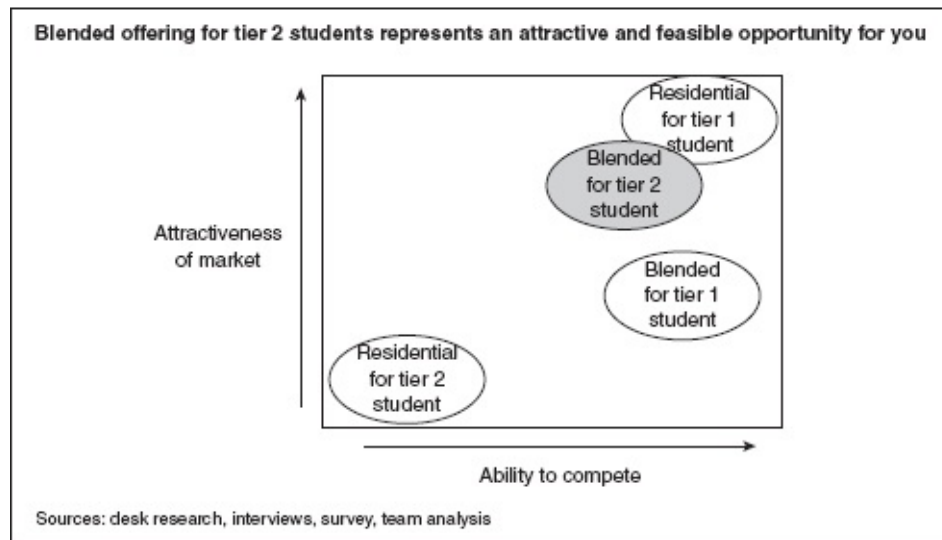 Blended offering for tier 2 students represents an attractive and feasible opportunity for you
Residential
for tier 1
student
Blended
for tier 2
student
Attractiveness
of market
Blended
for tier 1
student
Residential
for tier 2
student
Ability to compete
Sources: desk research, interviews, survey, team analysis